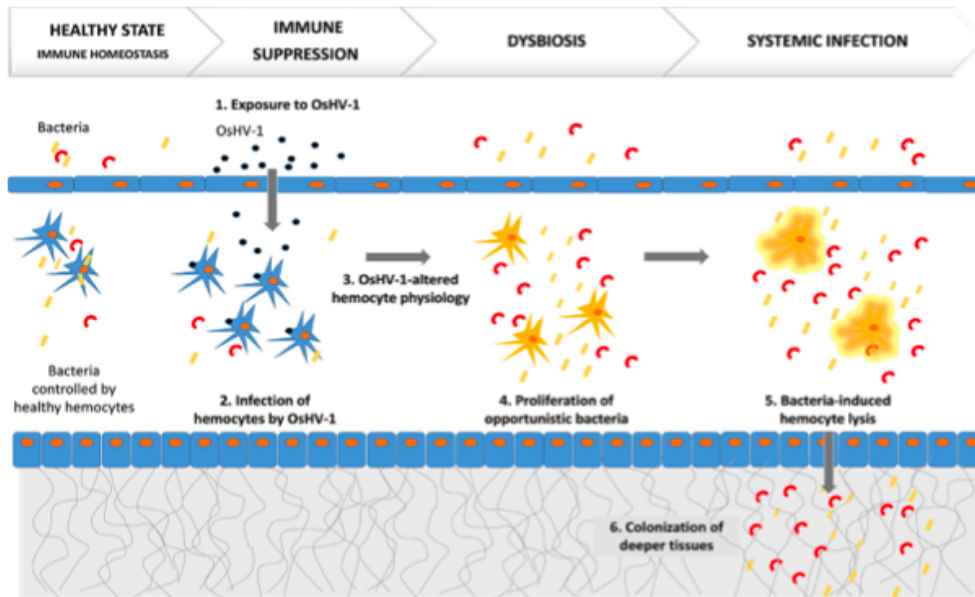 HEALTHY STATE
IMMUNE HOMEOSTASIS
IMMUNE
SUPPRESSION
DYSBIOSIS
SYSTEMIC INFECTION
1. Exposure to OsHV-1
OsHV-1
Bacteria
3. OsHV-1-altered
hemocyte physiology
Bacteria
controlled by
healthy hemocytes
2. Infection of
hemocytes by OsHV-1
4. Proliferation of
opportunistic bacteria
5. Bacteria-induced
hemocyte lysis
6. Colonization of
deeper tissues